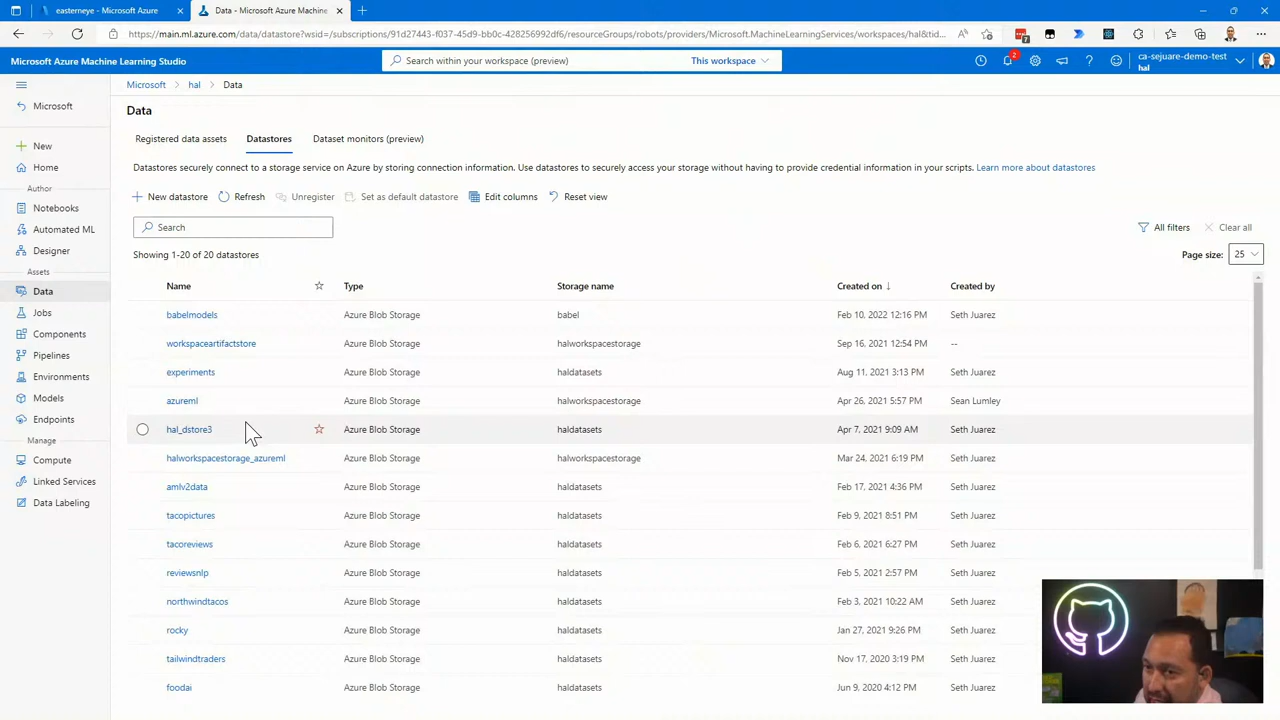 easterneye - Microsoft Azure
Data - Microsoft Azure Machine
https://main.ml.azure.com/data/datastore?wsid=/subscriptions/91d27443-f037-45d9-bb0c-428256887526/resourceGroups/robots/providers/Microsoft.MachineLearningServices/workspaces/hal&tid...
Microsoft Azure Machine Learning Studio
Search within your workspace (preview)
This workspace
2
ca-sejuare-demo-test
hal
Microsoft > hal > Data
Microsoft
New
Home
Author
Notebooks
Automated ML
Designer
Assets
Data
Jobs
Components
Pipelines
Environments
Models
Endpoints
Manage
Compute
Linked Services
Data Labeling
Data
Registered data assets Datastores Dataset monitors (preview)
Datastores securely connect to a storage service on Azure by storing connection information. Use datastores to securely access your storage without having to provide credential information in your scripts. Learn more about datastores
New datastore Refresh Unregister Set as default datastore Edit columns Reset view
Search
All filters Clear all
Showing 1-20 of 20 datastores
Page size: 25
Name Type Storage name Created on ↓ Created by
babelmodels Azure Blob Storage babel Feb 10, 2022 12:16 PM Seth Juarez
workspaceartifactstore Azure Blob Storage halworkspacestorage Sep 16, 2021 12:54 PM --
experiments Azure Blob Storage haldatasets Aug 11, 2021 3:13 PM Seth Juarez
azureml Azure Blob Storage halworkspacestorage Apr 26, 2021 5:57 PM Sean Lumley
hal_dstore3 Azure Blob Storage haldatasets Apr 7, 2021 9:09 AM Seth Juarez
halworkspacestorage_azureml Azure Blob Storage halworkspacestorage Mar 24, 2021 6:19 PM Seth Juarez
amlv2data Azure Blob Storage haldatasets Feb 17, 2021 4:36 PM Seth Juarez
tacopictures Azure Blob Storage haldatasets Feb 9, 2021 8:51 PM Seth Juarez
tacoreviews Azure Blob Storage haldatasets Feb 6, 2021 6:27 PM Seth Juarez
reviewsnlp Azure Blob Storage haldatasets Feb 5, 2021 2:57 PM Seth Juarez
northwindtacos Azure Blob Storage haldatasets Feb 3, 2021 10:22 AM Seth Juarez
rocky Azure Blob Storage haldatasets Jan 27, 2021 9:26 PM Seth Juarez
tailwindtraders Azure Blob Storage haldatasets Nov 17, 2020 3:19 PM Seth Juarez
foodai Azure Blob Storage haldatasets Jun 9, 2020 4:12 PM Seth Juarez